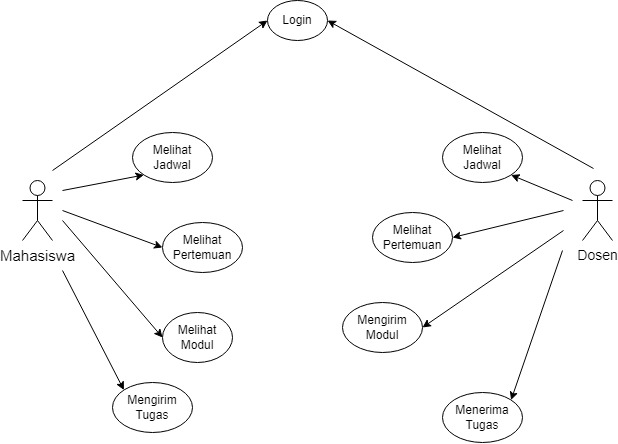 Login
Melihat
Jadwal
Melihat
Jadwal
Mahasiswa
Melihat
Pertemuan
Melihat
Pertemuan
Dosen
Melihat
Modul
Mengirim
Modul
Mengirim
Tugas
Menerima
Tugas